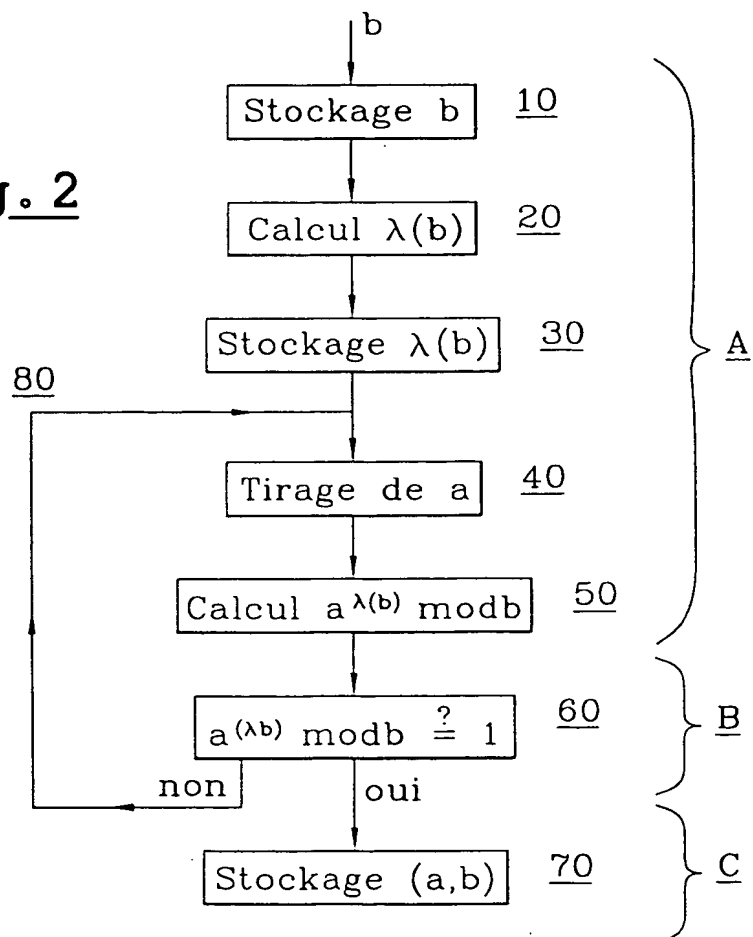 b
Stockage b 10
g. 2
Calcul λ(b) 20
Stockage λ(b) 30
A
80
Tirage de a 40
Calcul a^λ(b) modb 50
a^(λb) modb ≟ 1 60
B
non oui
Stockage (a,b) 70
C